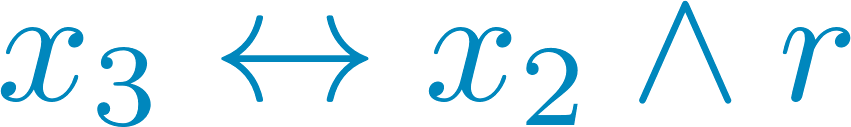 x₃ ↔ x₂ ∧ r